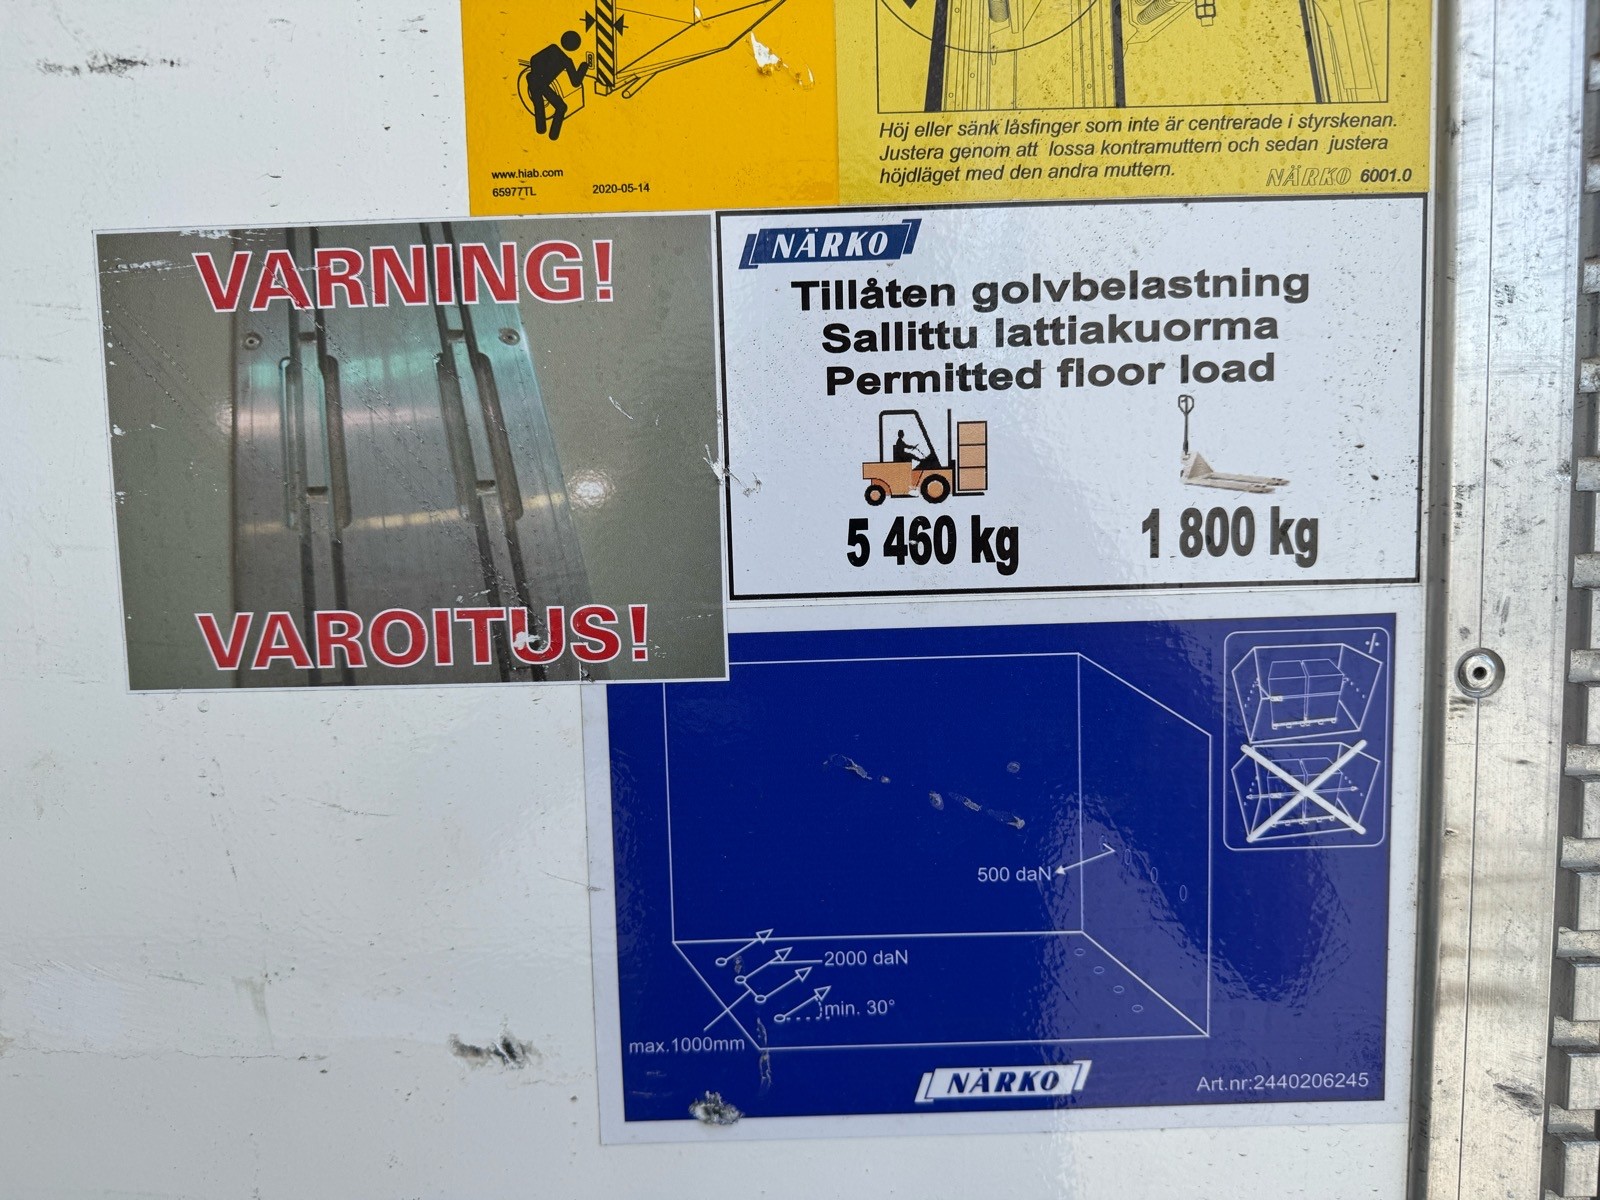 www.hiab.com
65977TL 2020-05-14
Höj eller sänk låsfinger som inte är centrerade i styrskenan.
Justera genom att lossa kontramuttern och sedan justera
höjdläget med den andra muttern.
NÄRKO 6001.0
VARNING!
VAROITUS!
NÄRKO
Tillåten golvbelastning
Sallittu lattiakuorma
Permitted floor load
5 460 kg 1 800 kg
500 daN
2000 daN
min. 30°
max.1000mm
NÄRKO
Art.nr:2440206245